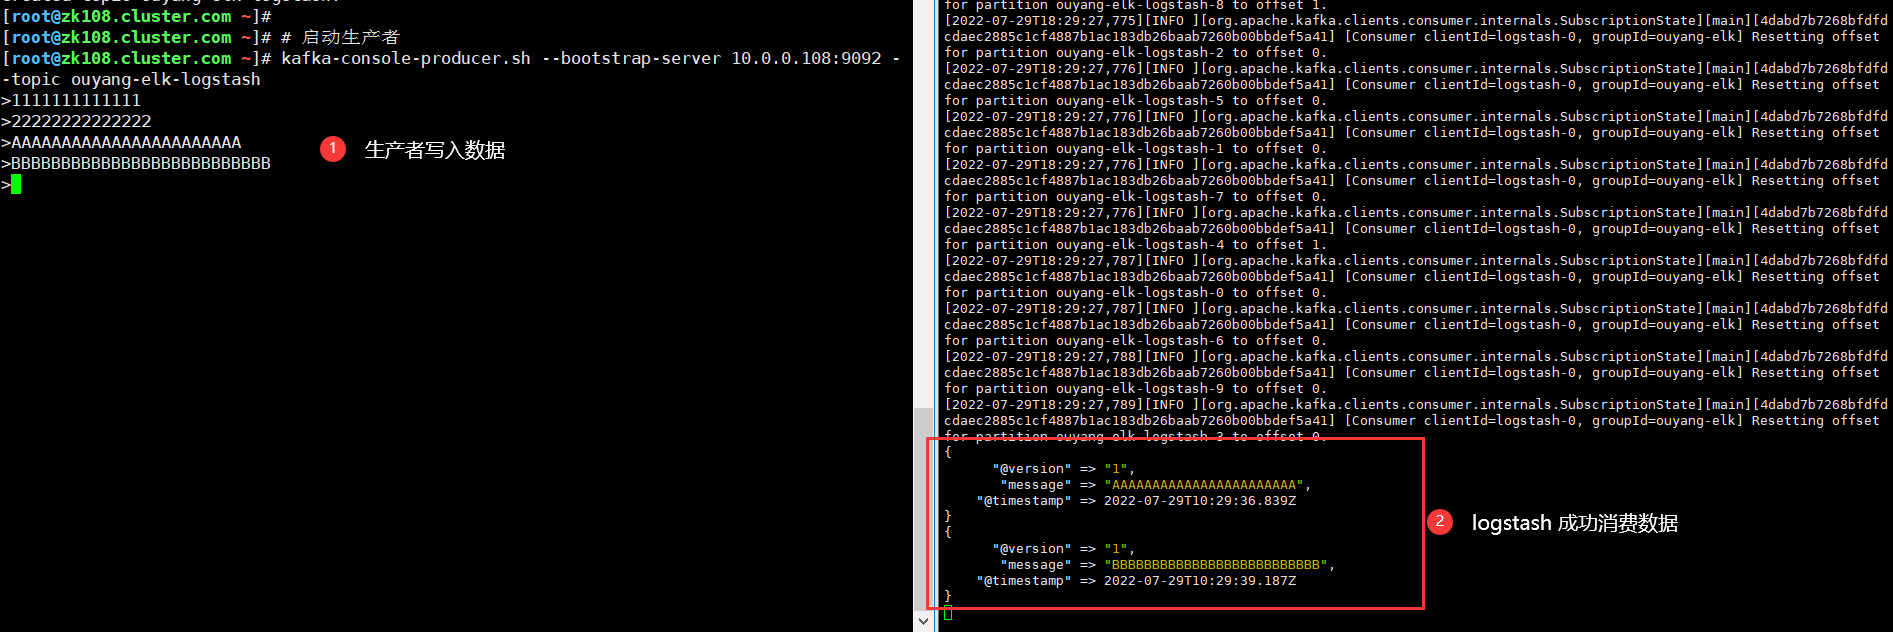 [root@zk108.cluster.com ~]#
[root@zk108.cluster.com ~]# # 启动生产者
[root@zk108.cluster.com ~]# kafka-console-producer.sh --bootstrap-server 10.0.0.108:9092 -
-topic ouyang-elk-logstash
>1111111111111
>22222222222222
>AAAAAAAAAAAAAAAAAAAAAAA
>BBBBBBBBBBBBBBBBBBBBBBBBBB
>
1 生产者写入数据
for partition ouyang-elk-logstash-8 to offset 1.
[2022-07-29T18:29:27,775][INFO ][org.apache.kafka.clients.consumer.internals.SubscriptionState][main][4dabd7b7268bfdfd
cdaec2885c1cf4887b1ac183db26baab7260b00bbdef5a41] [Consumer clientId=logstash-0, groupId=ouyang-elk] Resetting offset
for partition ouyang-elk-logstash-2 to offset 0.
[2022-07-29T18:29:27,776][INFO ][org.apache.kafka.clients.consumer.internals.SubscriptionState][main][4dabd7b7268bfdfd
cdaec2885c1cf4887b1ac183db26baab7260b00bbdef5a41] [Consumer clientId=logstash-0, groupId=ouyang-elk] Resetting offset
for partition ouyang-elk-logstash-5 to offset 0.
[2022-07-29T18:29:27,776][INFO ][org.apache.kafka.clients.consumer.internals.SubscriptionState][main][4dabd7b7268bfdfd
cdaec2885c1cf4887b1ac183db26baab7260b00bbdef5a41] [Consumer clientId=logstash-0, groupId=ouyang-elk] Resetting offset
for partition ouyang-elk-logstash-1 to offset 0.
[2022-07-29T18:29:27,776][INFO ][org.apache.kafka.clients.consumer.internals.SubscriptionState][main][4dabd7b7268bfdfd
cdaec2885c1cf4887b1ac183db26baab7260b00bbdef5a41] [Consumer clientId=logstash-0, groupId=ouyang-elk] Resetting offset
for partition ouyang-elk-logstash-7 to offset 0.
[2022-07-29T18:29:27,776][INFO ][org.apache.kafka.clients.consumer.internals.SubscriptionState][main][4dabd7b7268bfdfd
cdaec2885c1cf4887b1ac183db26baab7260b00bbdef5a41] [Consumer clientId=logstash-0, groupId=ouyang-elk] Resetting offset
for partition ouyang-elk-logstash-4 to offset 1.
[2022-07-29T18:29:27,787][INFO ][org.apache.kafka.clients.consumer.internals.SubscriptionState][main][4dabd7b7268bfdfd
cdaec2885c1cf4887b1ac183db26baab7260b00bbdef5a41] [Consumer clientId=logstash-0, groupId=ouyang-elk] Resetting offset
for partition ouyang-elk-logstash-0 to offset 0.
[2022-07-29T18:29:27,787][INFO ][org.apache.kafka.clients.consumer.internals.SubscriptionState][main][4dabd7b7268bfdfd
cdaec2885c1cf4887b1ac183db26baab7260b00bbdef5a41] [Consumer clientId=logstash-0, groupId=ouyang-elk] Resetting offset
for partition ouyang-elk-logstash-6 to offset 0.
[2022-07-29T18:29:27,788][INFO ][org.apache.kafka.clients.consumer.internals.SubscriptionState][main][4dabd7b7268bfdfd
cdaec2885c1cf4887b1ac183db26baab7260b00bbdef5a41] [Consumer clientId=logstash-0, groupId=ouyang-elk] Resetting offset
for partition ouyang-elk-logstash-9 to offset 0.
[2022-07-29T18:29:27,789][INFO ][org.apache.kafka.clients.consumer.internals.SubscriptionState][main][4dabd7b7268bfdfd
cdaec2885c1cf4887b1ac183db26baab7260b00bbdef5a41] [Consumer clientId=logstash-0, groupId=ouyang-elk] Resetting offset
for partition ouyang-elk-logstash-3 to offset 0.
{
"@version" => "1",
"message" => "AAAAAAAAAAAAAAAAAAAAAAA",
"@timestamp" => 2022-07-29T10:29:36.839Z
}
{
"@version" => "1",
"message" => "BBBBBBBBBBBBBBBBBBBBBBBBBB",
"@timestamp" => 2022-07-29T10:29:39.187Z
}
2 logstash 成功消费数据